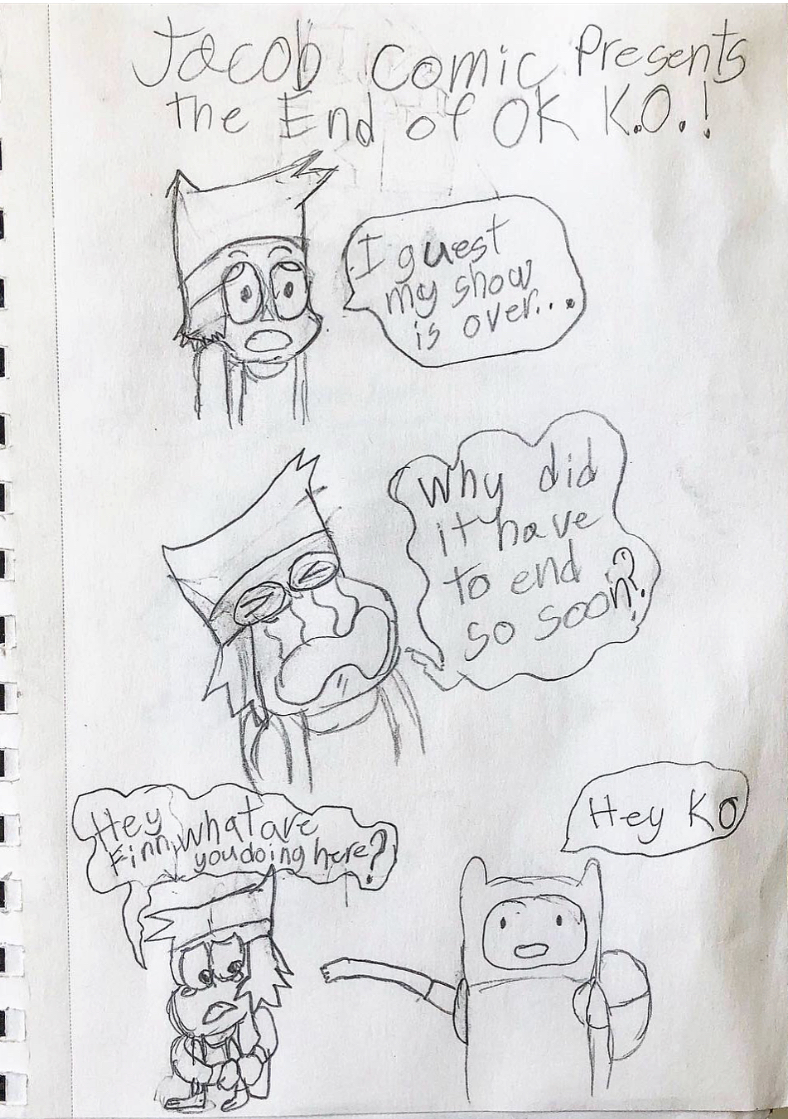 Jacob Comic Presents
the End of OK K.O.!
I guest
my show
is over...
Why did
it have
to end
so soon?
Hey K0
Hey
Finn, what are
you doing here?